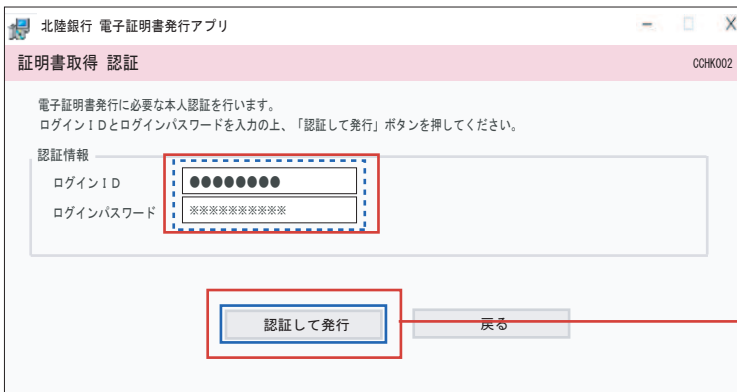 北陸銀行 電子証明書発行アプリ
証明書取得 認証
CCHK002
電子証明書発行に必要な本人認証を行います。
ログインＩＤとログインパスワードを入力の上、「認証して発行」ボタンを押してください。
認証情報
ログインＩＤ ●●●●●●●●
ログインパスワード ※※※※※※※※※※
認証して発行 戻る